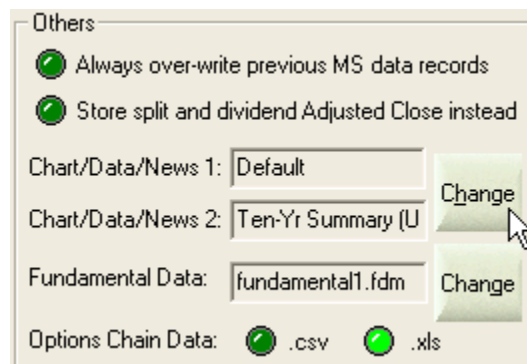 Others
Always over-write previous MS data records
Store split and dividend Adjusted Close instead
Chart/Data/News 1: Default
Change
Chart/Data/News 2: Ten-Yr Summary (U
Fundamental Data: fundamental1.fdm Change
Options Chain Data: .csv .xls